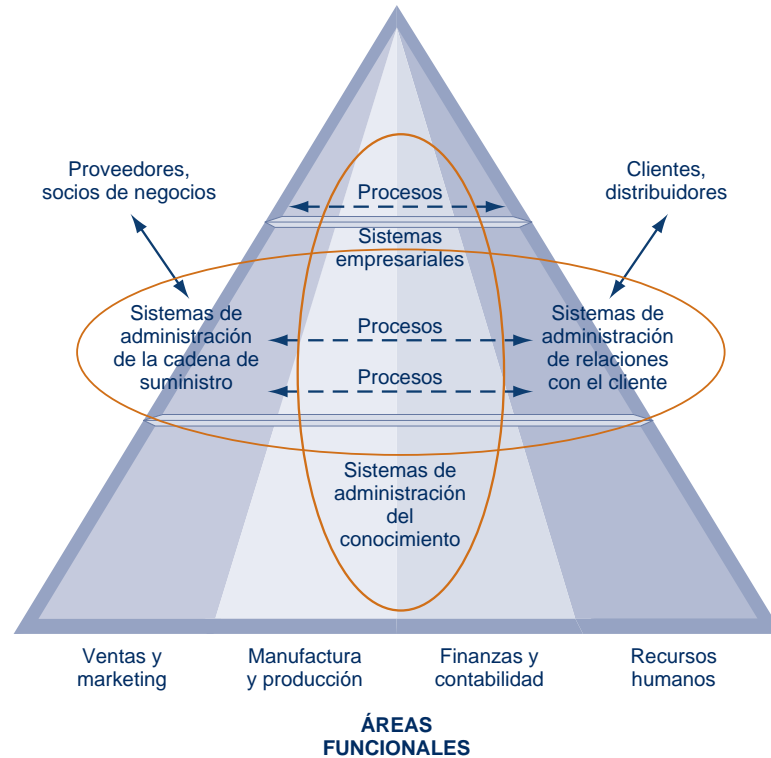 Proveedores,
socios de negocios
Clientes,
distribuidores
Procesos
Sistemas
empresariales
Sistemas de
administración
de la cadena de
suministro
Procesos
Procesos
Sistemas de
administración
de relaciones
con el cliente
Sistemas de
administración
del
conocimiento
Ventas y
marketing
Manufactura
y producción
Finanzas y
contabilidad
Recursos
humanos
ÁREAS
FUNCIONALES